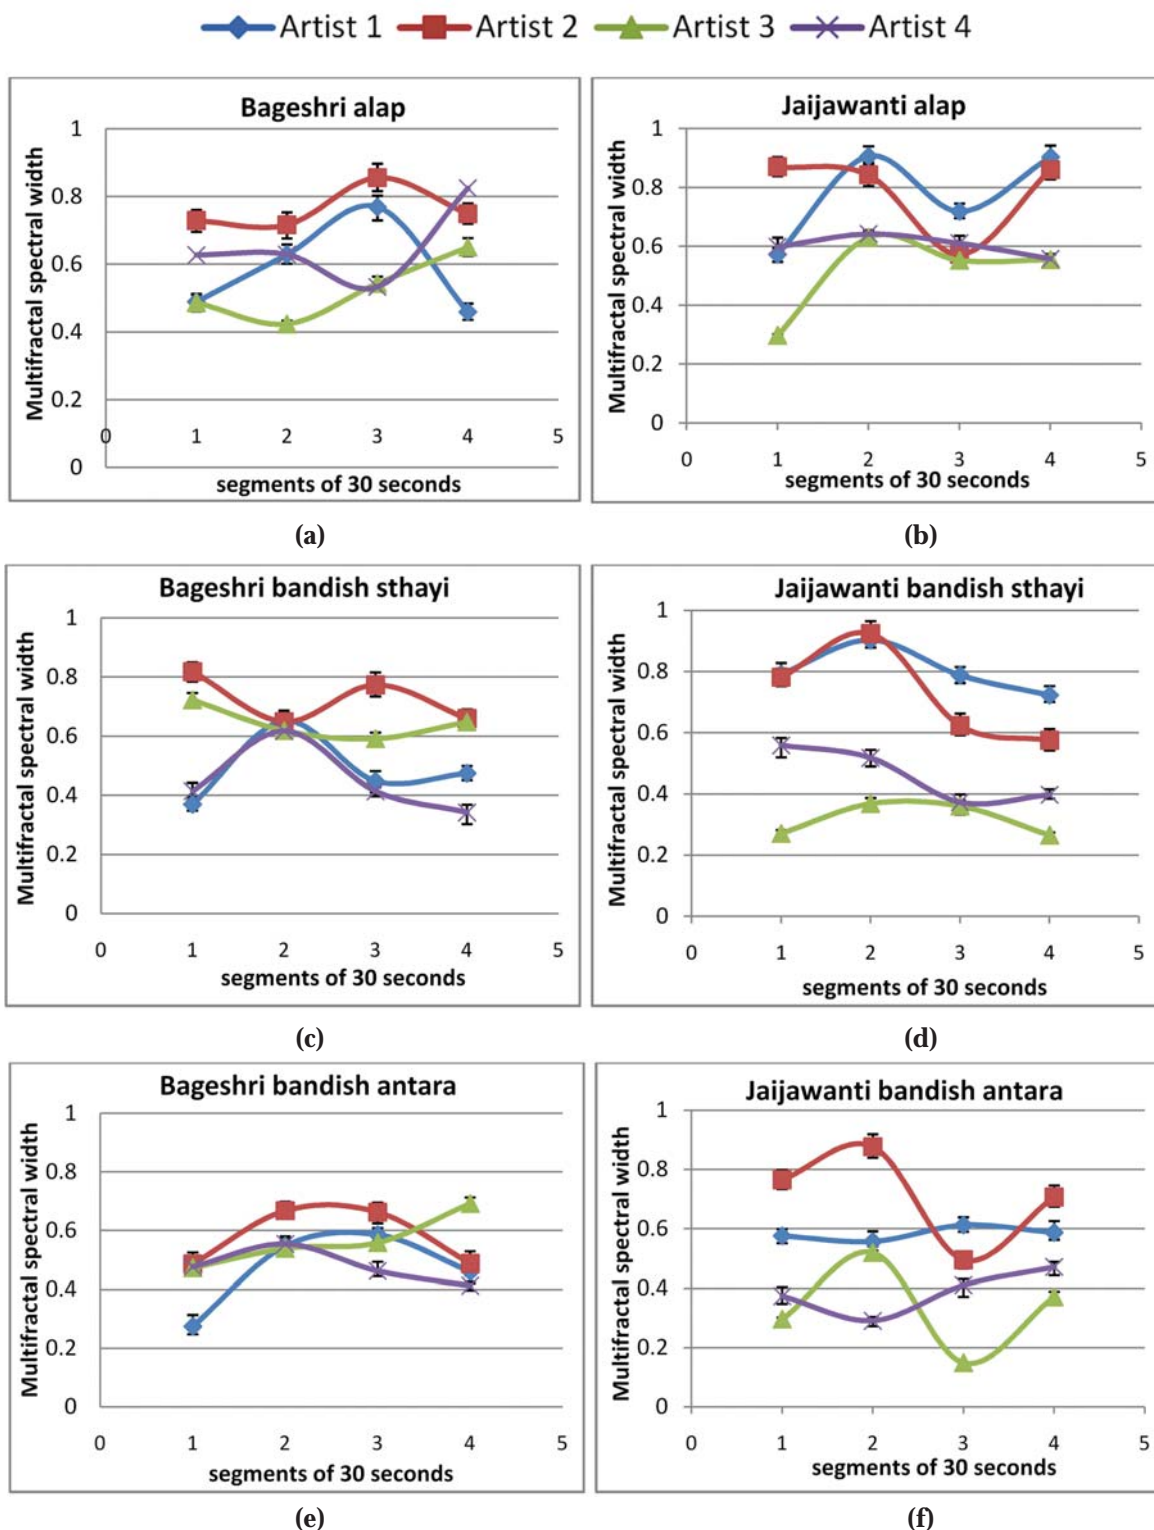 Artist 1 Artist 2 Artist 3 Artist 4
Bageshri alap
Multifractal spectral width
1
0.8
0.6
0.4
0.2
0
0 1 2 3 4 5
segments of 30 seconds
(a)
Jaijawanti alap
Multifractal spectral width
1
0.8
0.6
0.4
0.2
0
0 1 2 3 4 5
segments of 30 seconds
(b)
Bageshri bandish sthayi
Multifractal spectral width
1
0.8
0.6
0.4
0.2
0
0 1 2 3 4 5
segments of 30 seconds
(c)
Jaijawanti bandish sthayi
Multifractal spectral width
1
0.8
0.6
0.4
0.2
0
0 1 2 3 4 5
segments of 30 seconds
(d)
Bageshri bandish antara
Multifractal spectral width
1
0.8
0.6
0.4
0.2
0
0 1 2 3 4 5
segments of 30 seconds
(e)
Jaijawanti bandish antara
Multifractal spectral width
1
0.8
0.6
0.4
0.2
0
0 1 2 3 4 5
segments of 30 seconds
(f)